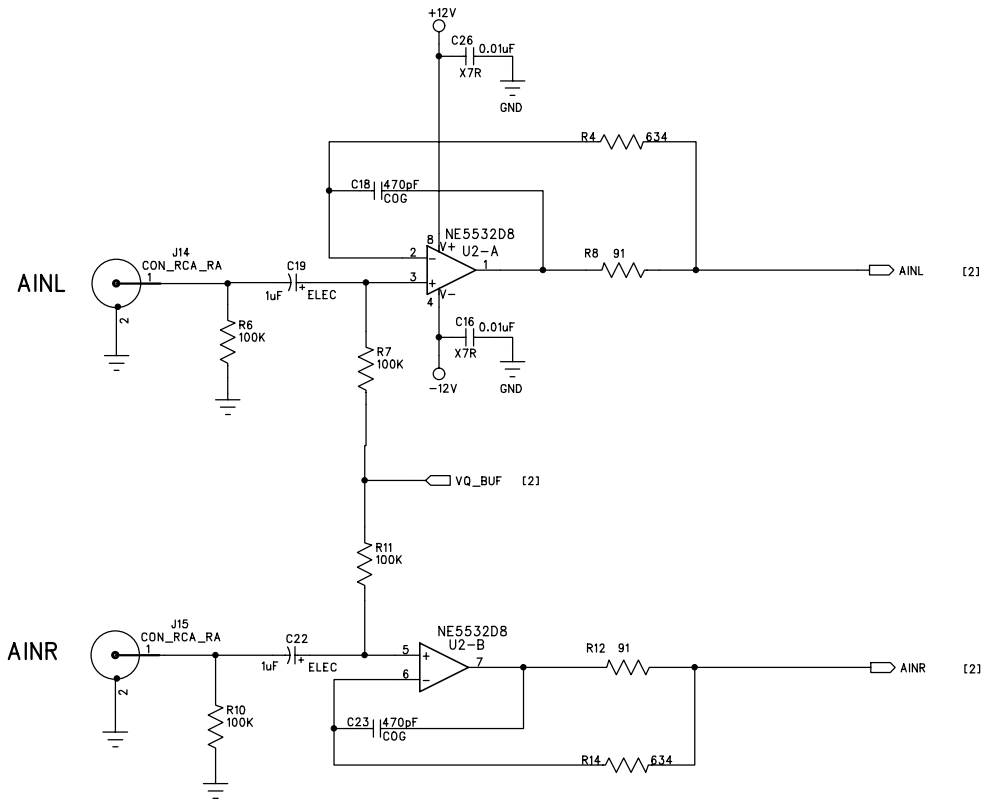 +12V
C26
0.01uF
X7R
GND
R4
634
C18
470pF
COG
NE5532D8
8
V+
U2-A
2
-
1
3
+
4
V-
R8
91
AINL
[2]
AINL
J14
CON_RCA_RA
1
2
C19
1uF
+
ELEC
R6
100K
R7
100K
C16
0.01uF
X7R
GND
-12V
VQ_BUF
[2]
R11
100K
AINR
J15
CON_RCA_RA
1
2
C22
1uF
+
ELEC
NE5532D8
U2-B
5
+
6
-
7
R12
91
AINR
[2]
R10
100K
C23
470pF
COG
R14
634